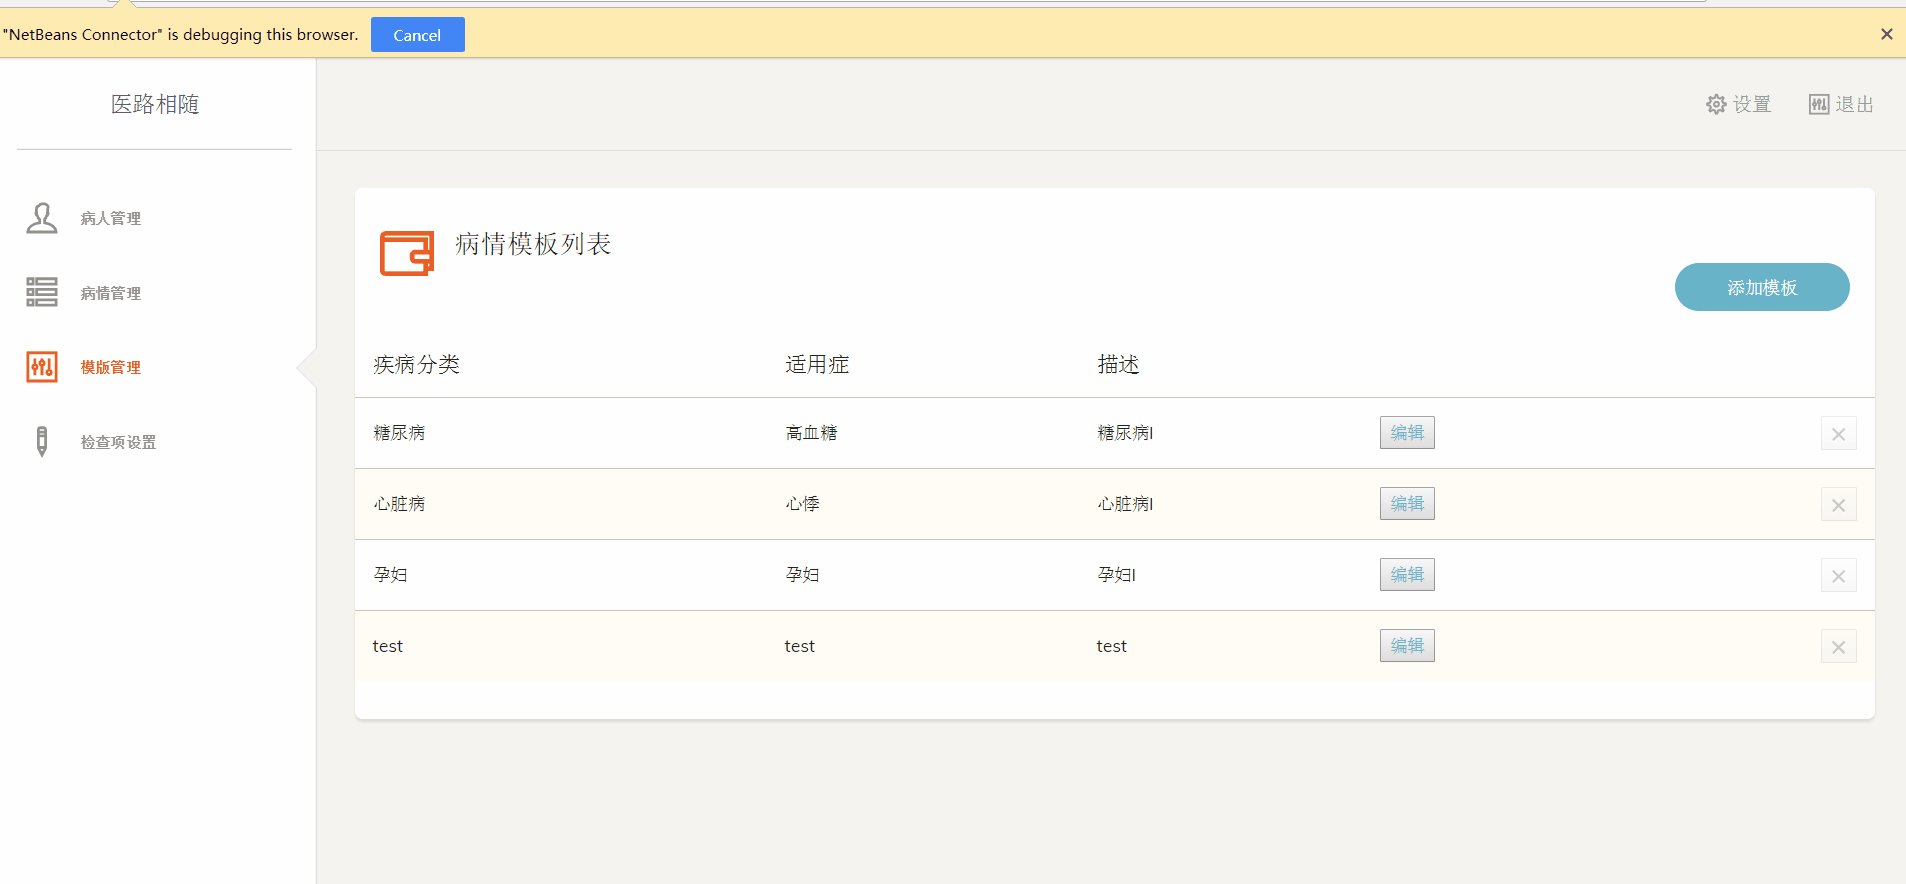 "NetBeans Connector" is debugging this browser. Cancel
医路相随
设置 退出
病人管理
病情管理
模版管理
检查项设置
病情模板列表
添加模板
疾病分类 适用症 描述
糖尿病 高血糖 糖尿病I 编辑
心脏病 心悸 心脏病I 编辑
孕妇 孕妇 孕妇I 编辑
test test test 编辑